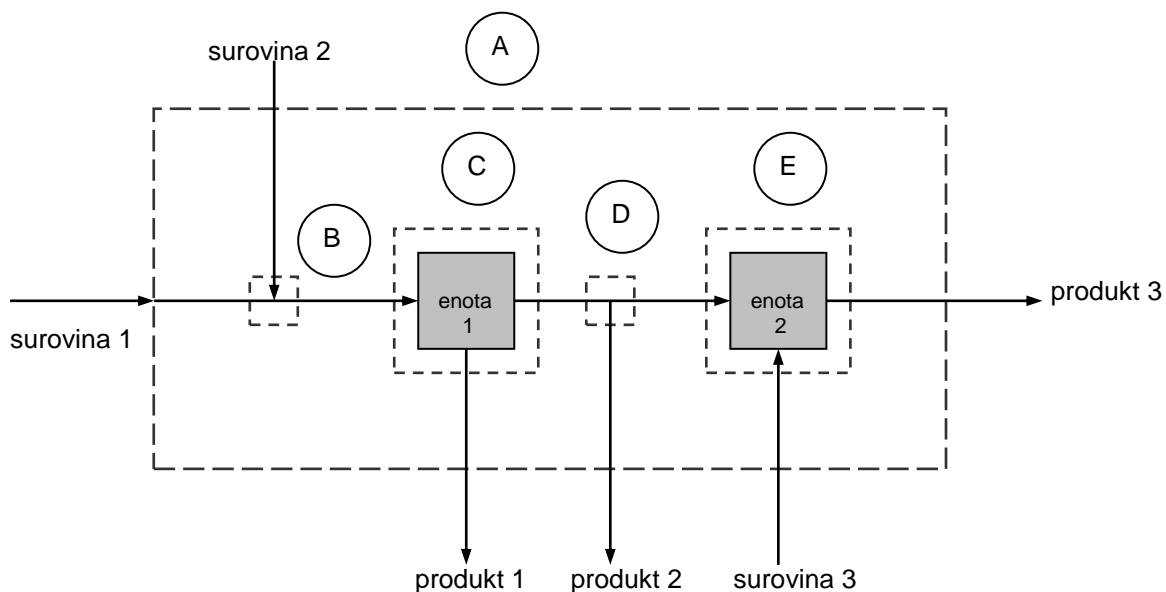 A
surovina 2
C
E
D
B
enota
1
enota
2
produkt 3
surovina 1
produkt 1
produkt 2
surovina 3